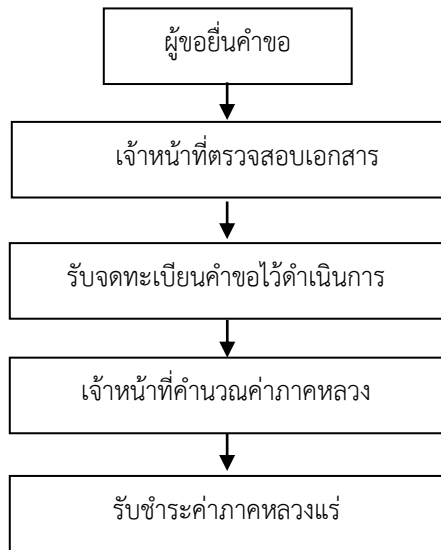 ผู้ขอยื่นคำขอ
เจ้าหน้าที่ตรวจสอบเอกสาร
รับจดทะเบียนคำขอไว้ดำเนินการ
เจ้าหน้าที่คำนวณค่าภาคหลวง
รับชำระค่าภาคหลวงแร่